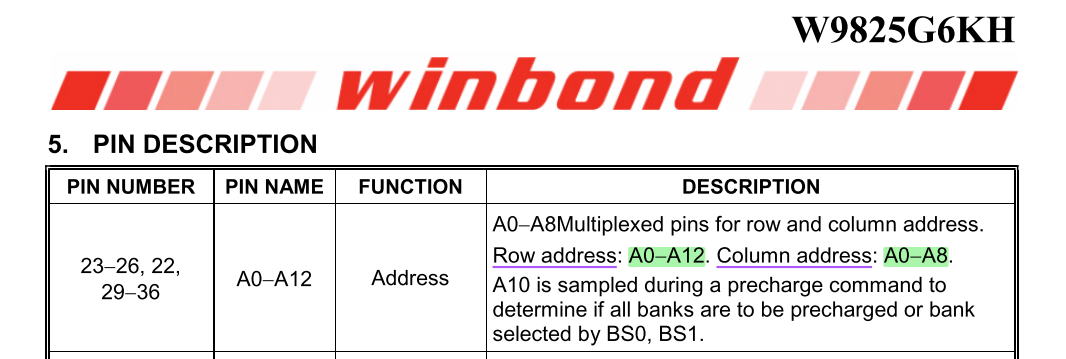 W9825G6KH
winbond
5. PIN DESCRIPTION
PIN NUMBER PIN NAME FUNCTION DESCRIPTION
23–26, 22,
29–36
A0–A12
Address
A0–A8Multiplexed pins for row and column address.
Row address: A0–A12. Column address: A0–A8.
A10 is sampled during a precharge command to
determine if all banks are to be precharged or bank
selected by BS0, BS1.